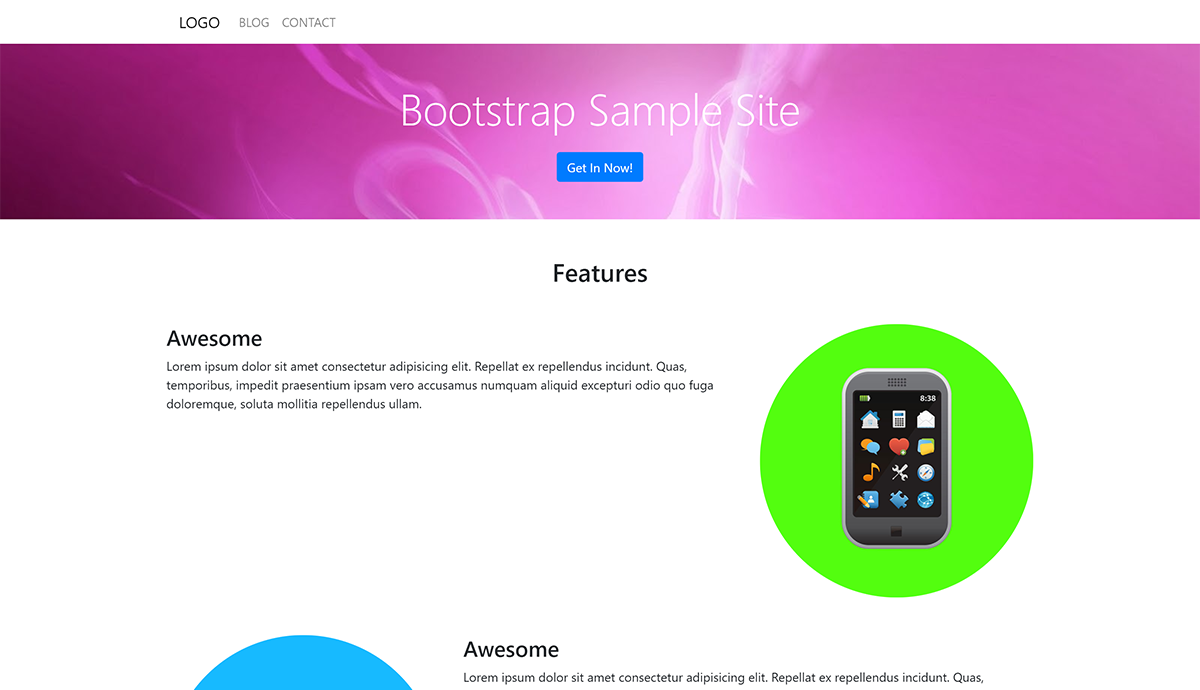 LOGO BLOG CONTACT
Bootstrap Sample Site
Get In Now!
Features
Awesome
Lorem ipsum dolor sit amet consectetur adipisicing elit. Repellat ex repellendus incidunt. Quas,
temporibus, impedit praesentium ipsam vero accusamus numquam aliquid excepturi odio quo fuga
doloremque, soluta mollitia repellendus ullam.
8:38
Awesome
Lorem ipsum dolor sit amet consectetur adipisicing elit. Repellat ex repellendus incidunt. Quas,